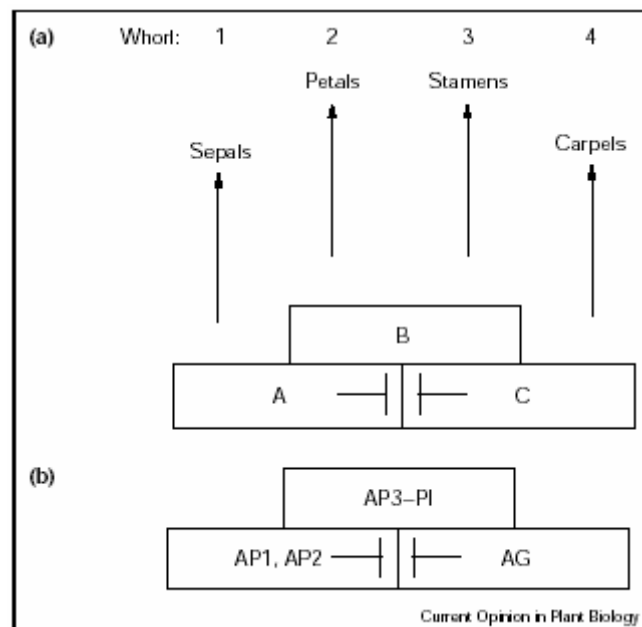 (a) Whorl: 1 2 3 4
Petals Stamens
Sepals Carpels
B
A C
(b)
AP3–PI
AP1, AP2 AG
Current Opinion in Plant Biology